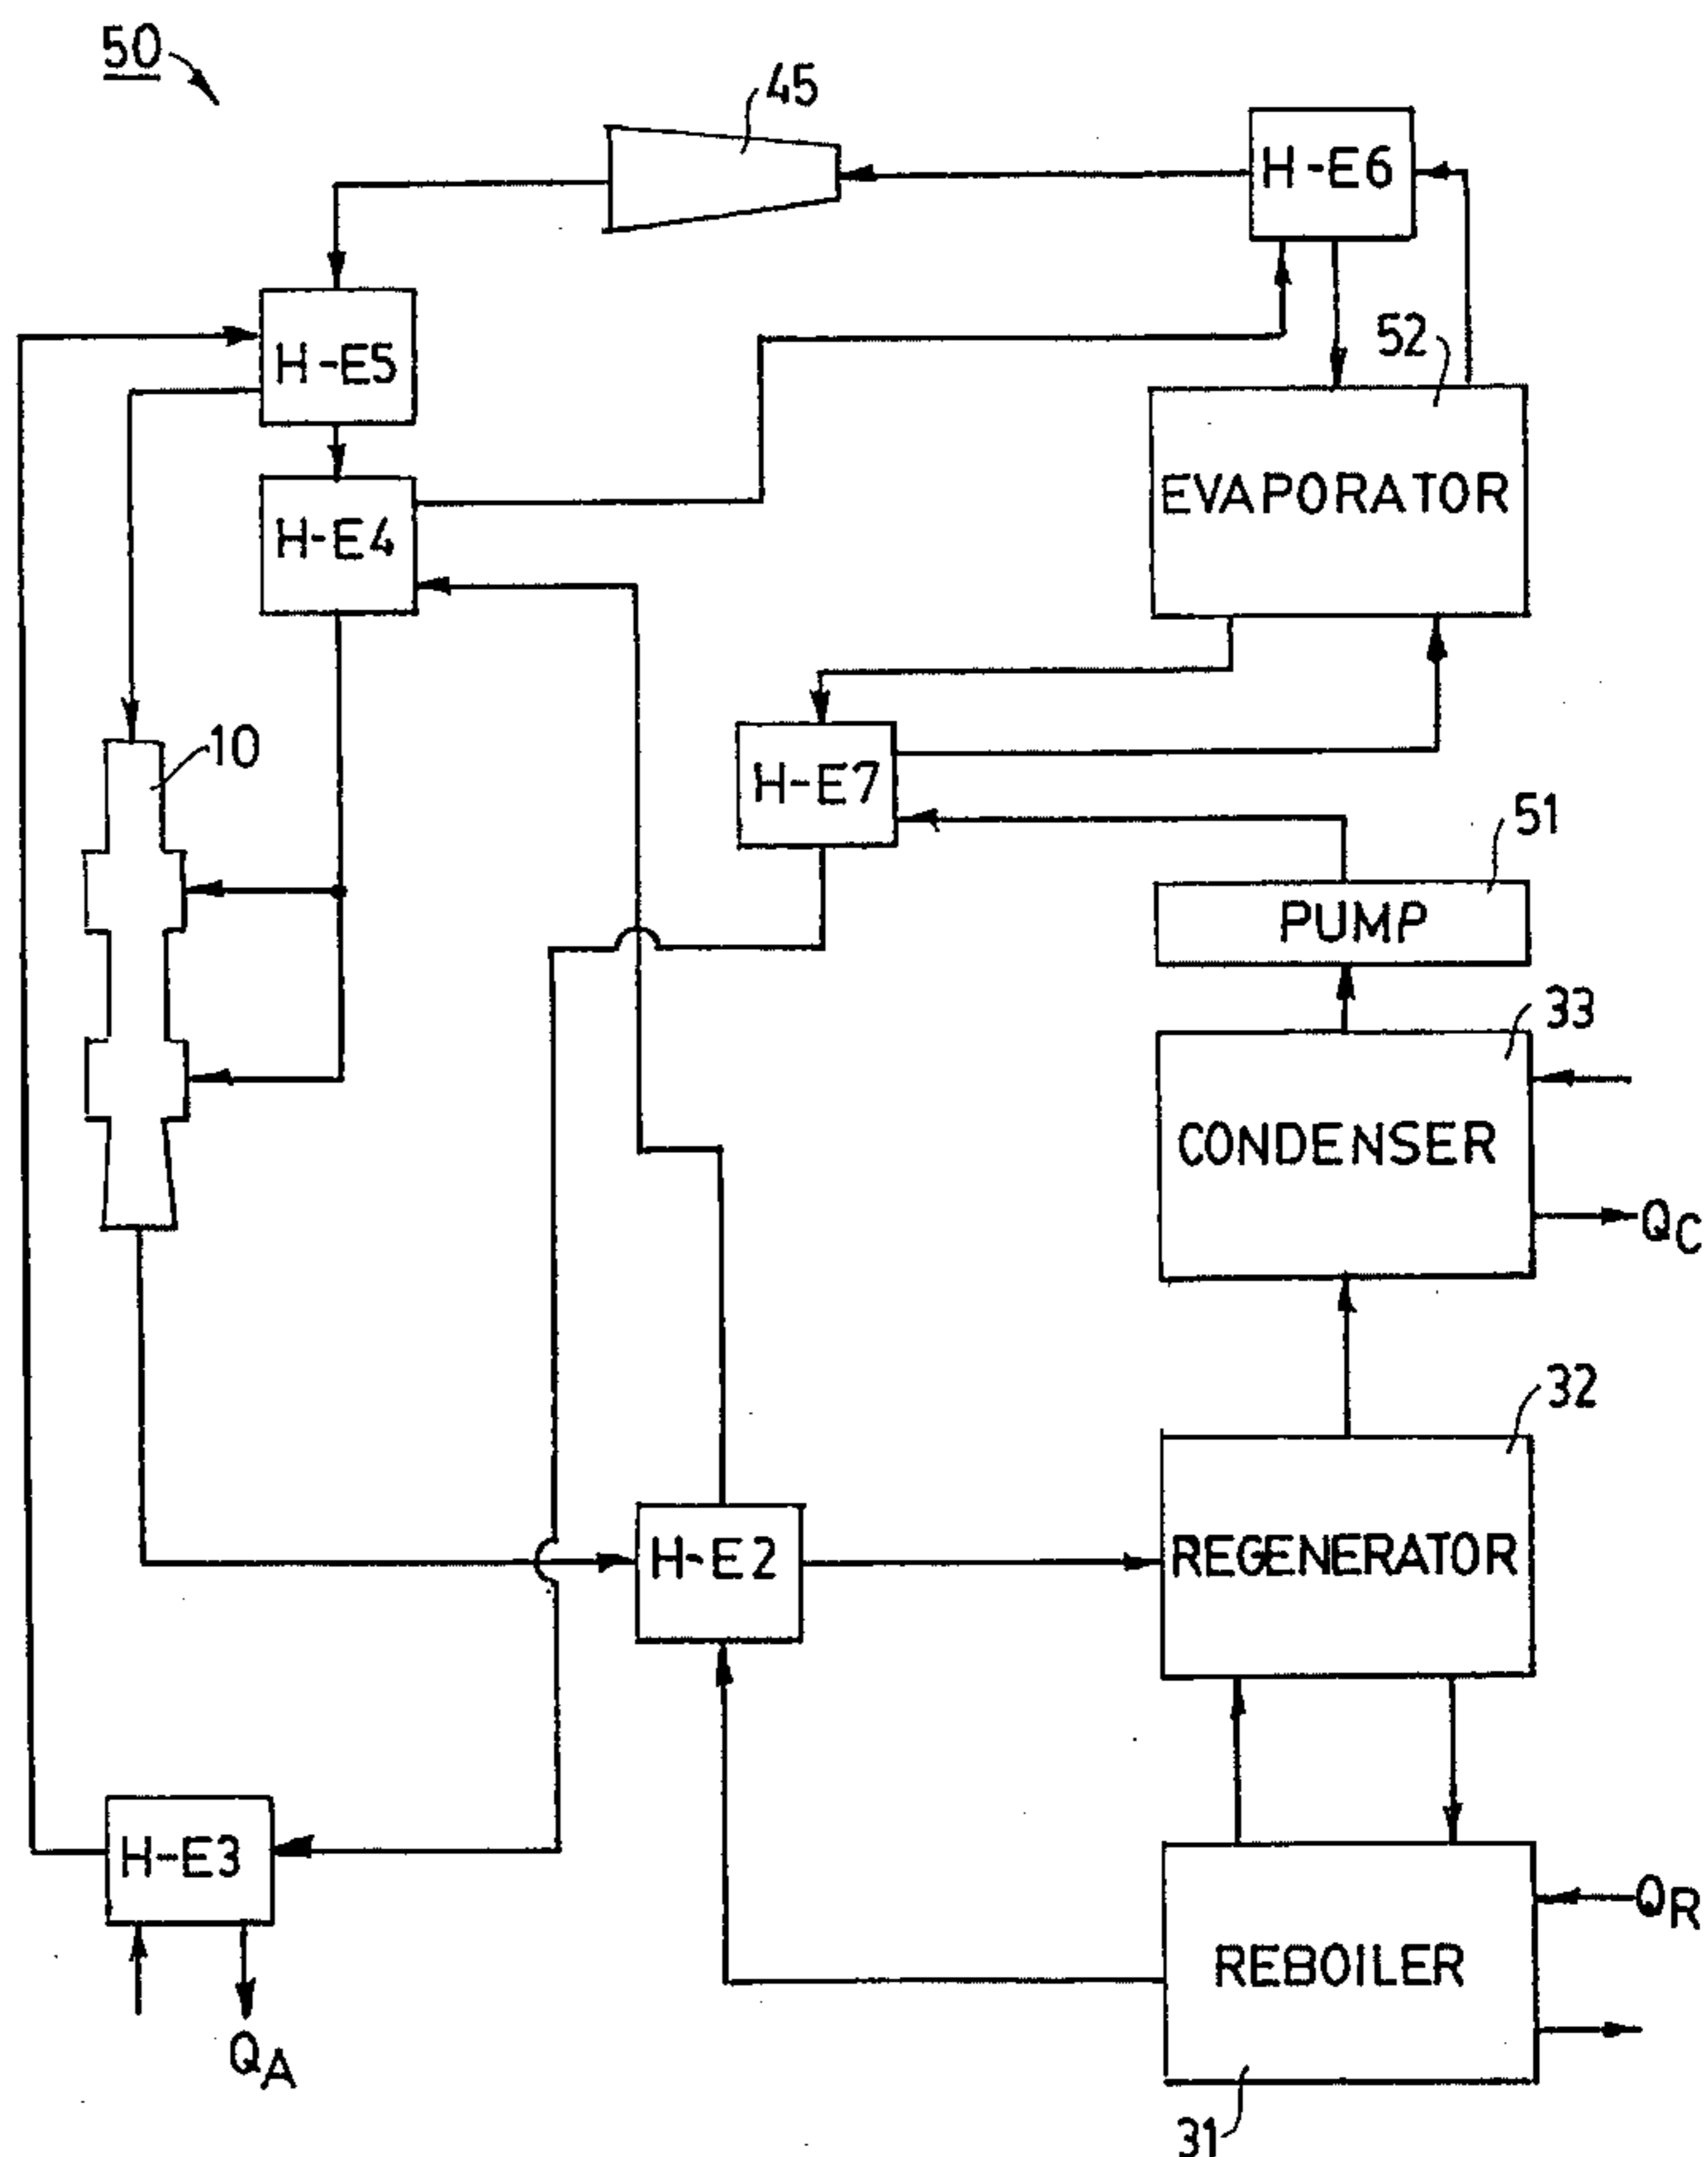 50
45
H-E6
52
H-E5
EVAPORATOR
H-E4
10
H-E7
51
PUMP
33
CONDENSER
QC
32
H-E2
REGENERATOR
H-E3
QR
REBOILER
QA
31